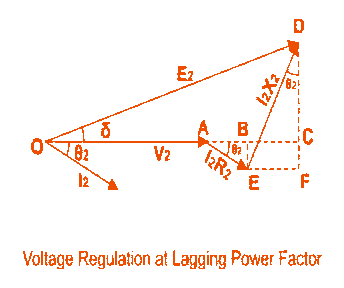 D
E₂
I₂X₂
θ₂
δ
A
B
C
O
θ₂
V₂
I₂R₂
θ₂
I₂
E
F
Voltage Regulation at Lagging Power Factor